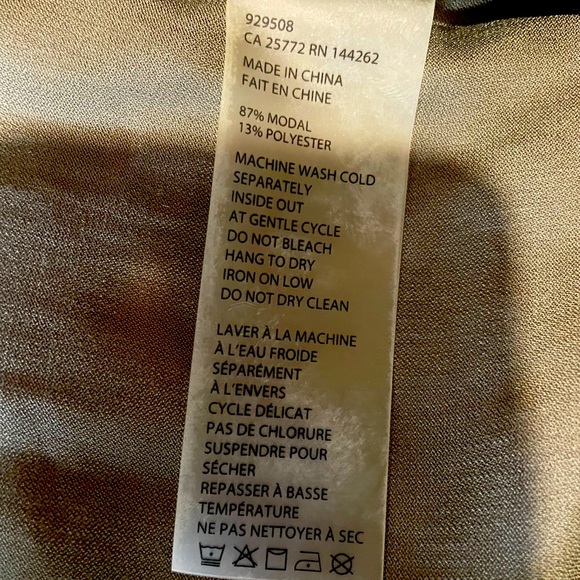 929508
CA 25772 RN 144262
MADE IN CHINA
FAIT EN CHINE
87% MODAL
13% POLYESTER
MACHINE WASH COLD
SEPARATELY
INSIDE OUT
AT GENTLE CYCLE
DO NOT BLEACH
HANG TO DRY
IRON ON LOW
DO NOT DRY CLEAN
LAVER À LA MACHINE
À L'EAU FROIDE
SÉPARÉMENT
À L'ENVERS
CYCLE DÉLICAT
PAS DE CHLORURE
SUSPENDRE POUR
SÉCHER
REPASSER À BASSE
TEMPÉRATURE
NE PAS NETTOYER À SEC